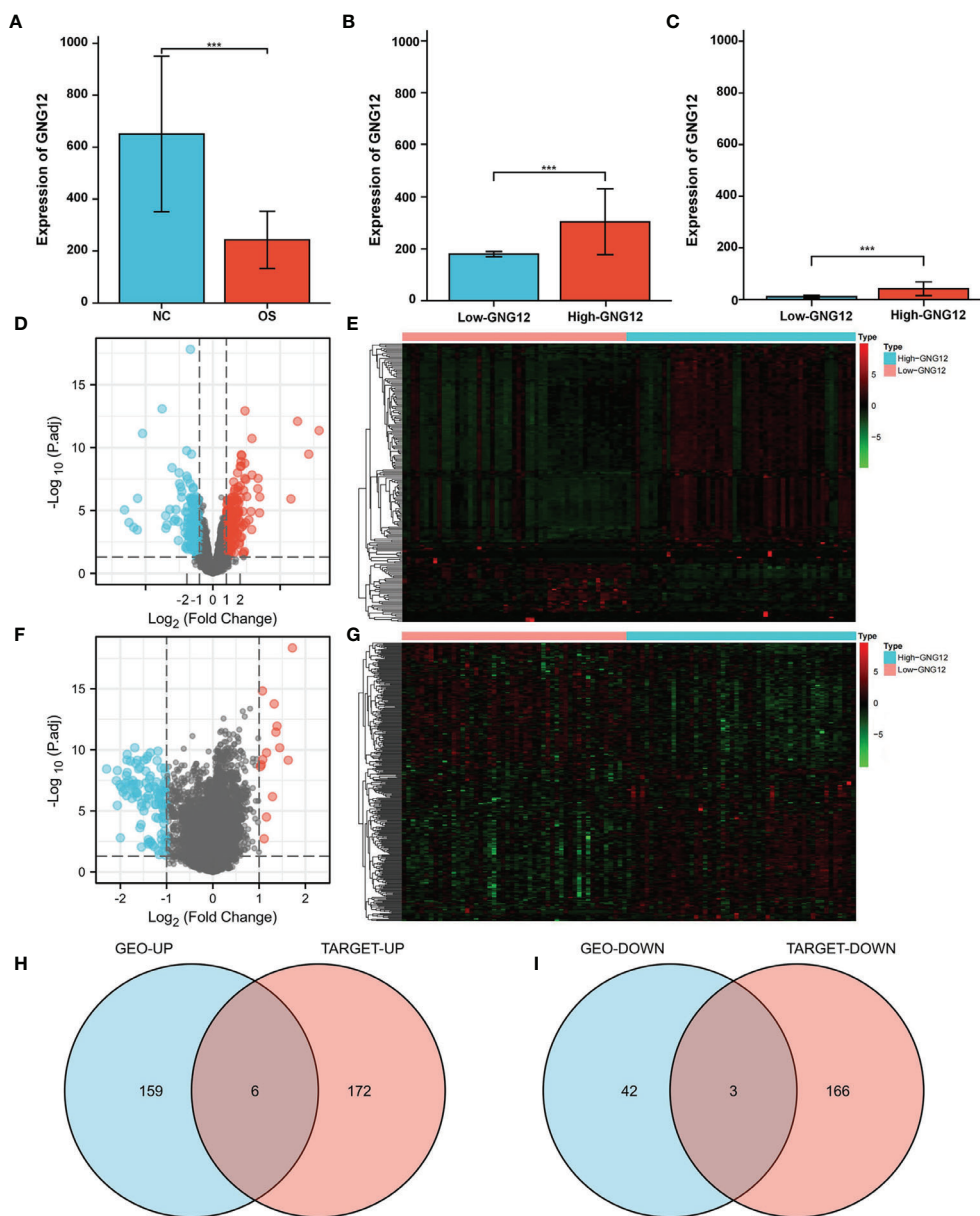 A
Expression of GNG12
1000
800
600
400
200
0
***
NC
OS
B
Expression of GNG12
1000
800
600
400
200
0
***
Low-GNG12
High-GNG12
C
Expression of GNG12
1000
800
600
400
200
0
***
Low-GNG12
High-GNG12
D
-Log10 (P.adj)
15
10
5
0
-2 -1 0 1 2
Log2 (Fold Change)
E
Type
5
0
−5
Type
High−GNG12
Low−GNG12
F
-Log10 (P.adj)
15
10
5
0
-2 -1 0 1 2
Log2 (Fold Change)
G
Type
5
0
−5
Type
High−GNG12
Low−GNG12
H
GEO-UP
TARGET-UP
159
6
172
I
GEO-DOWN
TARGET-DOWN
42
3
166